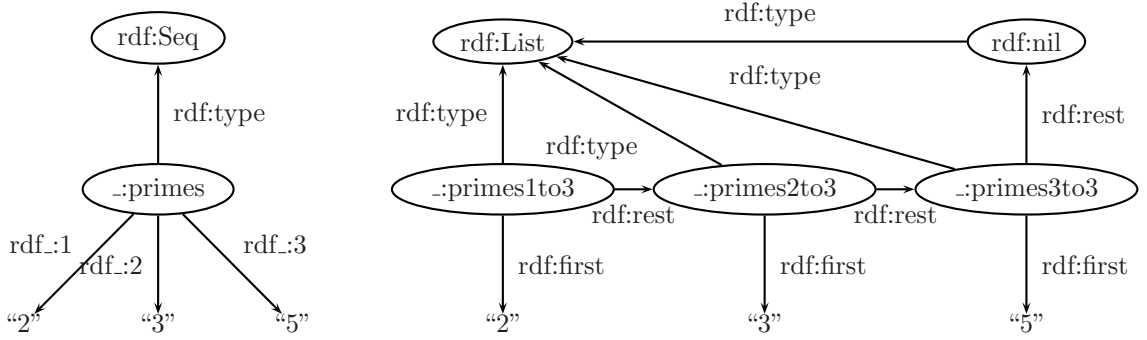 rdf:type
rdf:Seq
rdf:List
rdf:nil
rdf:type
rdf:type
rdf:type
rdf:rest
rdf:type
_:primes
_:primes1to3
_:primes2to3
_:primes3to3
rdf:rest
rdf:rest
rdf_:1
rdf_:2
rdf_:3
rdf:first
rdf:first
rdf:first
“2”
“3”
“5”
“2”
“3”
“5”